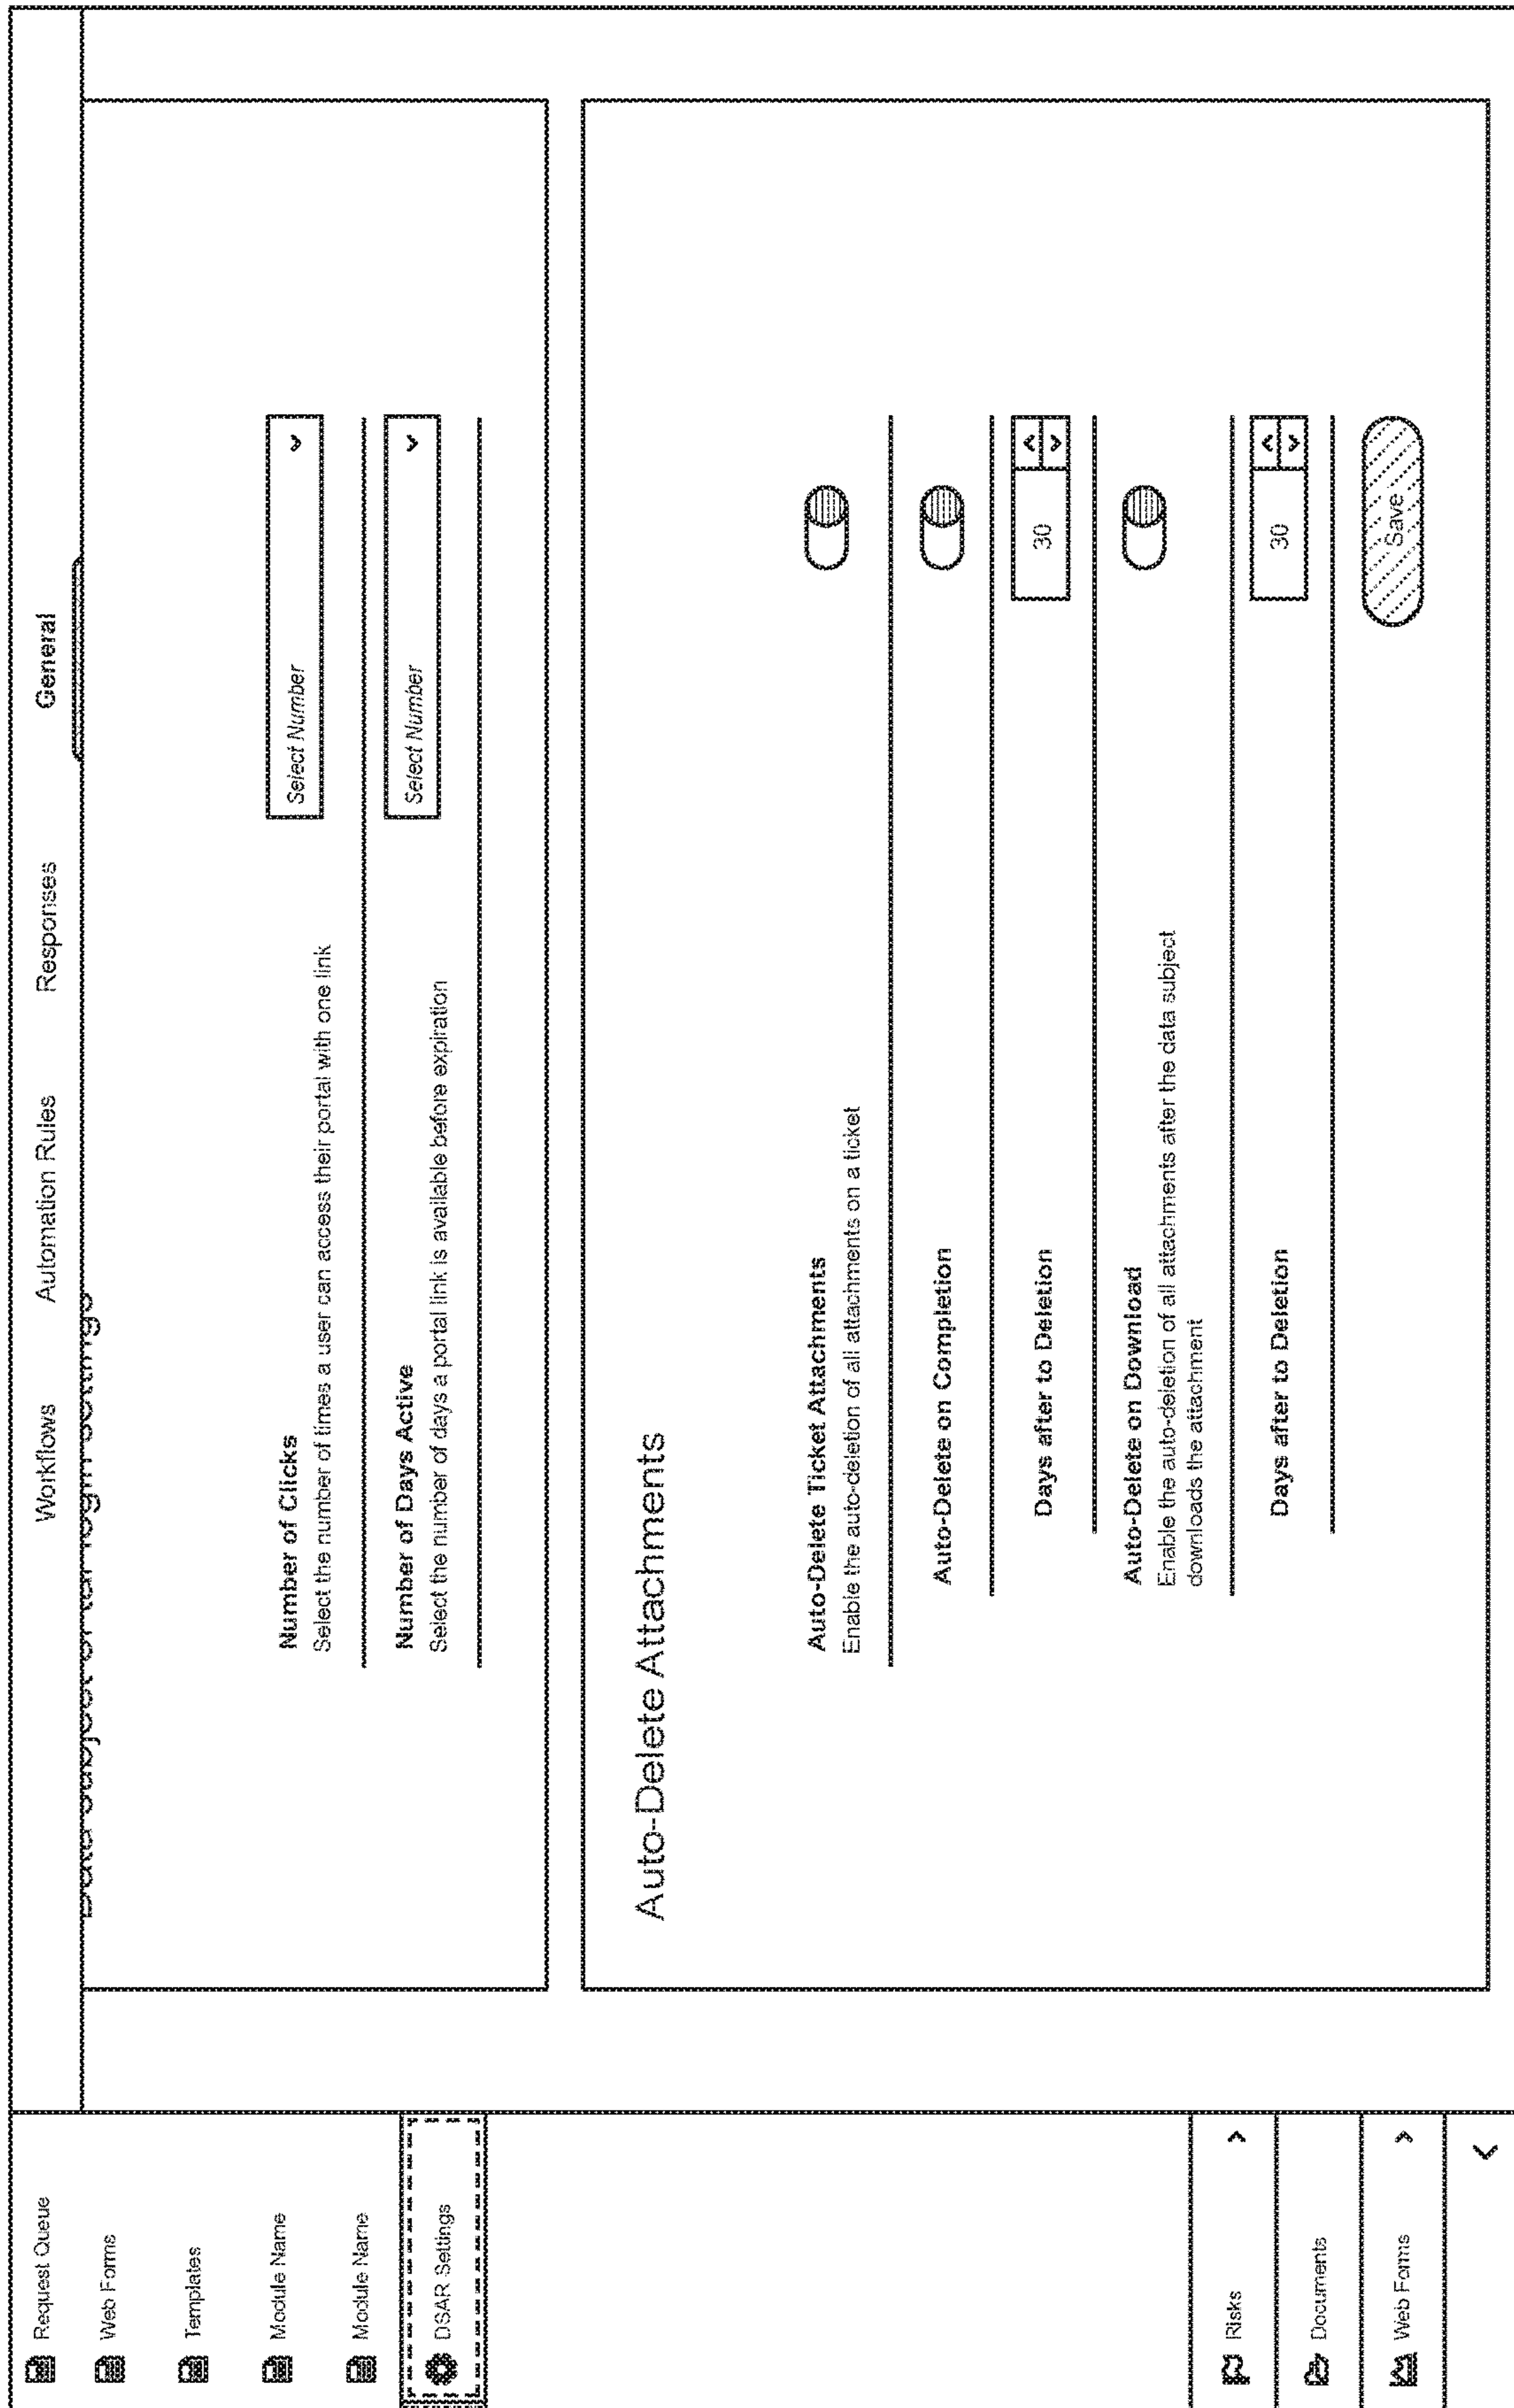 Request Queue
Web Forms
Templates
Module Name
Module Name
DSAR Settings
Risks
Documents
Web Forms
Workflows
Automation Rules
Responses
General
Number of Clicks
Select the number of times a user can access their portal with one link
Select Number
Number of Days Active
Select the number of days a portal link is available before expiration
Select Number
Auto-Delete Attachments
Auto-Delete Ticket Attachments
Enable the auto-deletion of all attachments on a ticket
Auto-Delete on Completion
Days after to Deletion
30
Auto-Delete on Download
Enable the auto-deletion of all attachments after the data subject
downloads the attachment
Days after to Deletion
30
Save